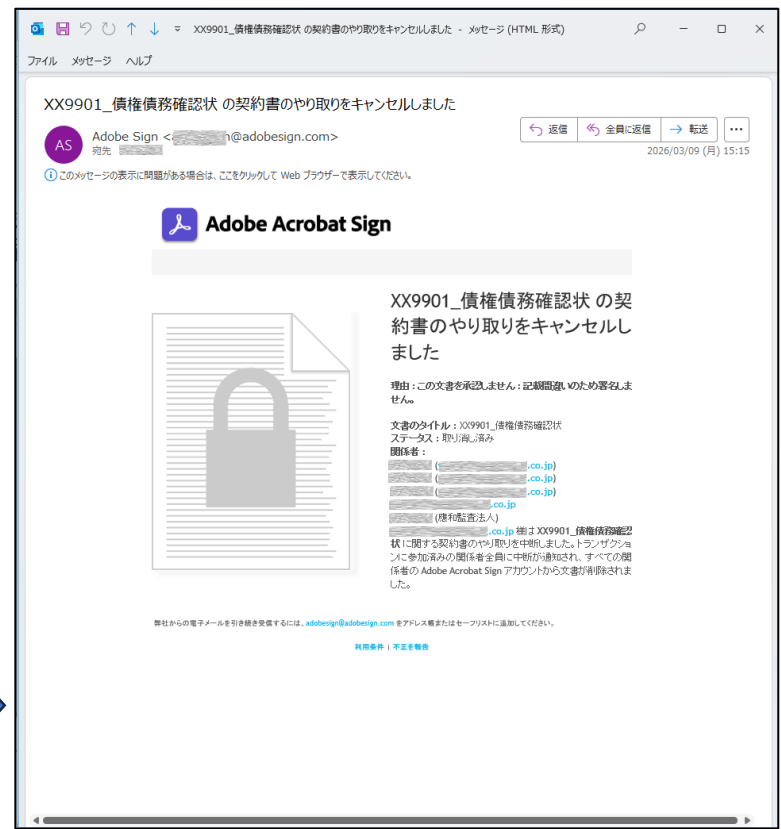 XX9901_債権債務確認状 の契約書のやり取りをキャンセルしました - メッセージ (HTML 形式)
ファイル メッセージ ヘルプ
XX9901_債権債務確認状 の契約書のやり取りをキャンセルしました
AS
Adobe Sign < h@adobesign.com>
宛先
返信 全員に返信 転送
2026/03/09 (月) 15:15
このメッセージの表示に問題がある場合は、ここをクリックして Web ブラウザーで表示してください。
Adobe Acrobat Sign
XX9901_債権債務確認状 の契
約書のやり取りをキャンセルし
ました
理由 : この文書を承認しません : 記載間違いのため署名しま
せん。
文書のタイトル : XX9901_債権債務確認状
ステータス : 取り消し済み
関係者 :
( .co.jp)
( .co.jp)
( .co.jp)
.co.jp
(應和監査法人)
.co.jp 様は XX9901_債権債務確認
状 に関する契約書のやり取りを中断しました。トランザクショ
ンに参加済みの関係者全員に中断が通知され、すべての関
係者の Adobe Acrobat Sign アカウントから文書が削除されま
した。
弊社からの電子メールを引き続き受信するには、adobesign@adobesign.com をアドレス帳またはセーフリストに追加してください。
利用条件 | 不正を報告